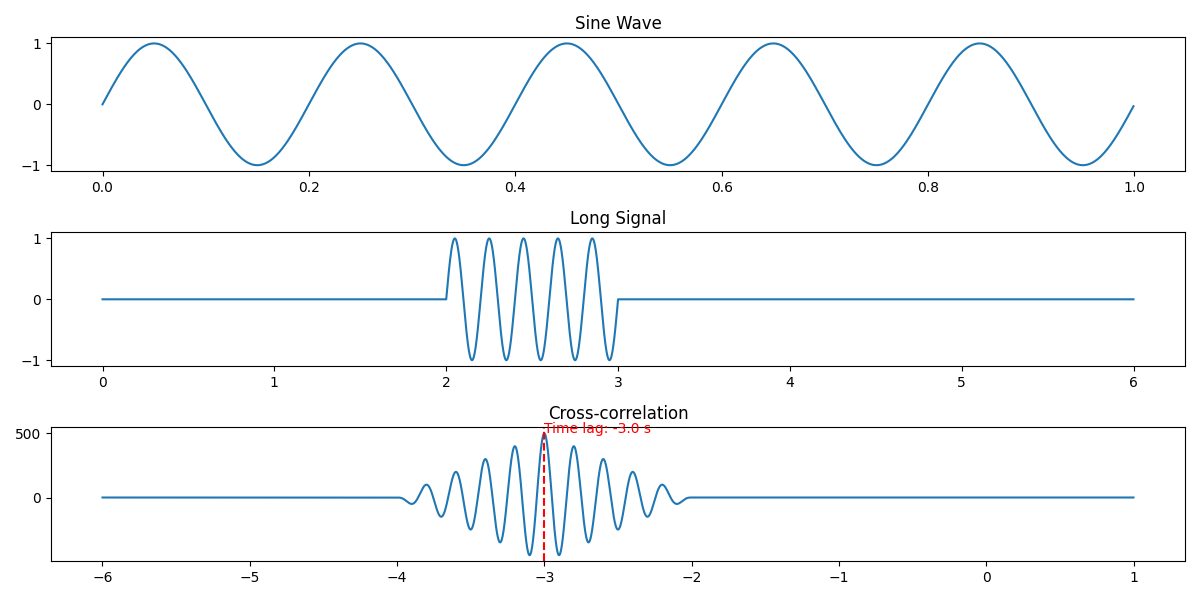 Sine Wave
1
0
−1
0.0 0.2 0.4 0.6 0.8 1.0
Long Signal
1
0
−1
0 1 2 3 4 5 6
Cross-correlation
500
Time lag: -3.0 s
0
−6 −5 −4 −3 −2 −1 0 1